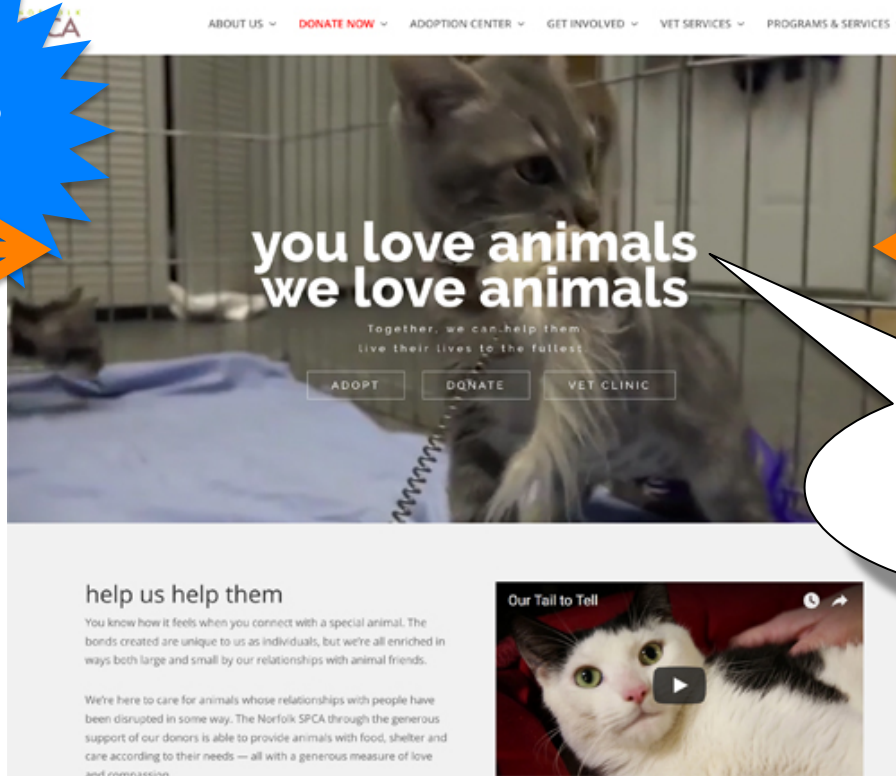 NORFOLK
SPCA
ABOUT US
DONATE NOW
ADOPTION CENTER
GET INVOLVED
VET SERVICES
PROGRAMS & SERVICES
you love animals
we love animals
Together, we can help them
live their lives to the fullest
ADOPT
DONATE
VET CLINIC
help us help them
You know how it feels when you connect with a special animal. The
bonds created are unique to us as individuals, but we're all enriched in
ways both large and small by our relationships with animal friends.
We're here to care for animals whose relationships with people have
been disrupted in some way. The Norfolk SPCA through the generous
support of our donors is able to provide animals with food, shelter and
care according to their needs — all with a generous measure of love
and compassion
Our Tail to Tell